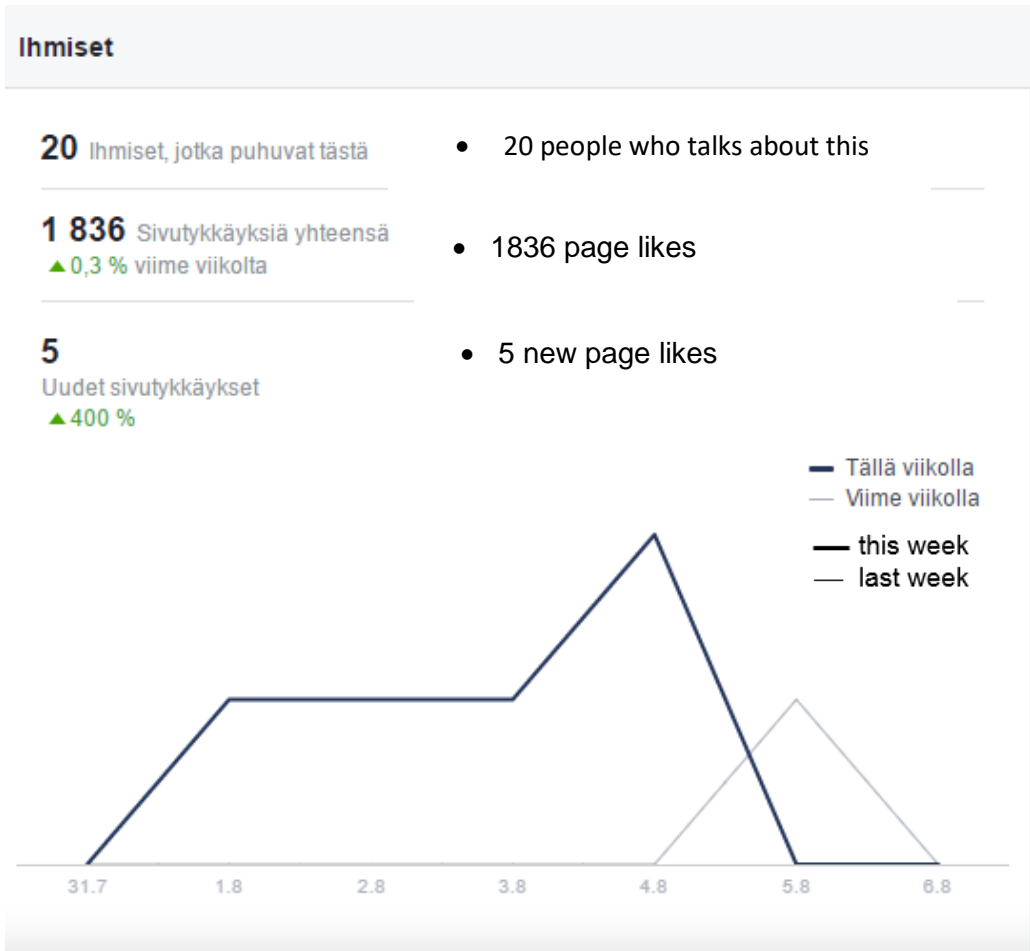 Ihmiset
20 Ihmiset, jotka puhuvat tästä
• 20 people who talks about this
1 836 Sivutykkäyksiä yhteensä
▲ 0,3 % viime viikolta
• 1836 page likes
5
Uudet sivutykkäykset
▲ 400 %
• 5 new page likes
Tällä viikolla
Viime viikolla
this week
last week
31.7 1.8 2.8 3.8 4.8 5.8 6.8